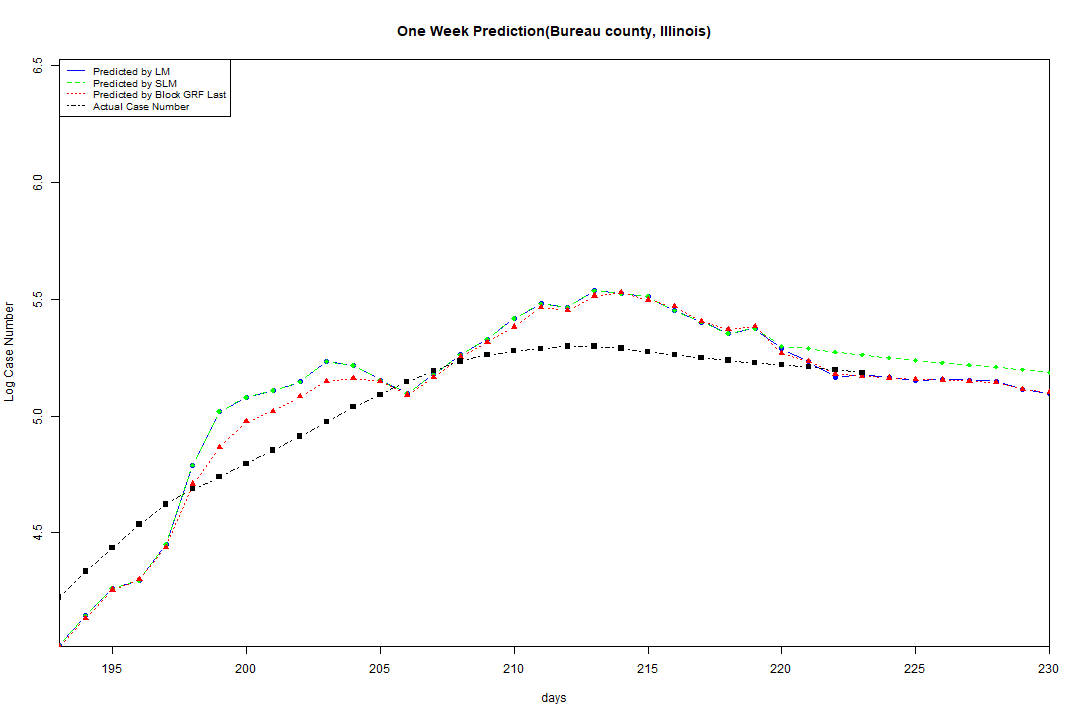 One Week Prediction(Bureau county, Illinois)
Predicted by LM
Predicted by SLM
Predicted by Block GRF Last
Actual Case Number
6.5
6.0
5.5
5.0
4.5
Log Case Number
195 200 205 210 215 220 225 230
days